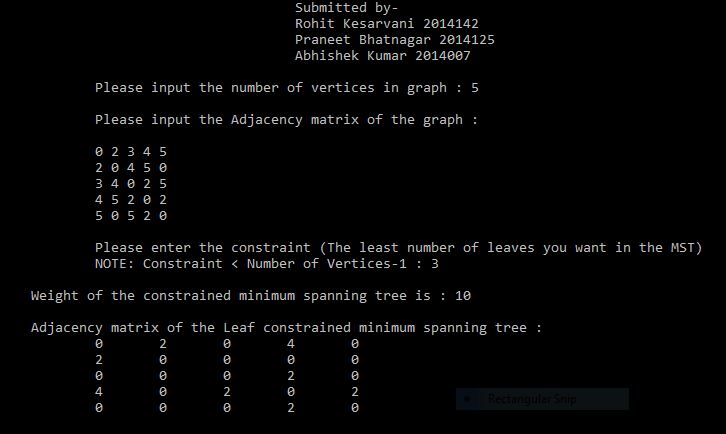 Submitted by-
Rohit Kesarvani 2014142
Praneet Bhatnagar 2014125
Abhishek Kumar 2014007
Please input the number of vertices in graph : 5
Please input the Adjacency matrix of the graph :
0 2 3 4 5
2 0 4 5 0
3 4 0 2 5
4 5 2 0 2
5 0 5 2 0
Please enter the constraint (The least number of leaves you want in the MST)
NOTE: Constraint < Number of Vertices-1 : 3
Weight of the constrained minimum spanning tree is : 10
Adjacency matrix of the Leaf constrained minimum spanning tree :
0 2 0 4 0
2 0 0 0 0
0 0 0 2 0
4 0 2 0 2
0 0 0 2 0
Rectangular Snip